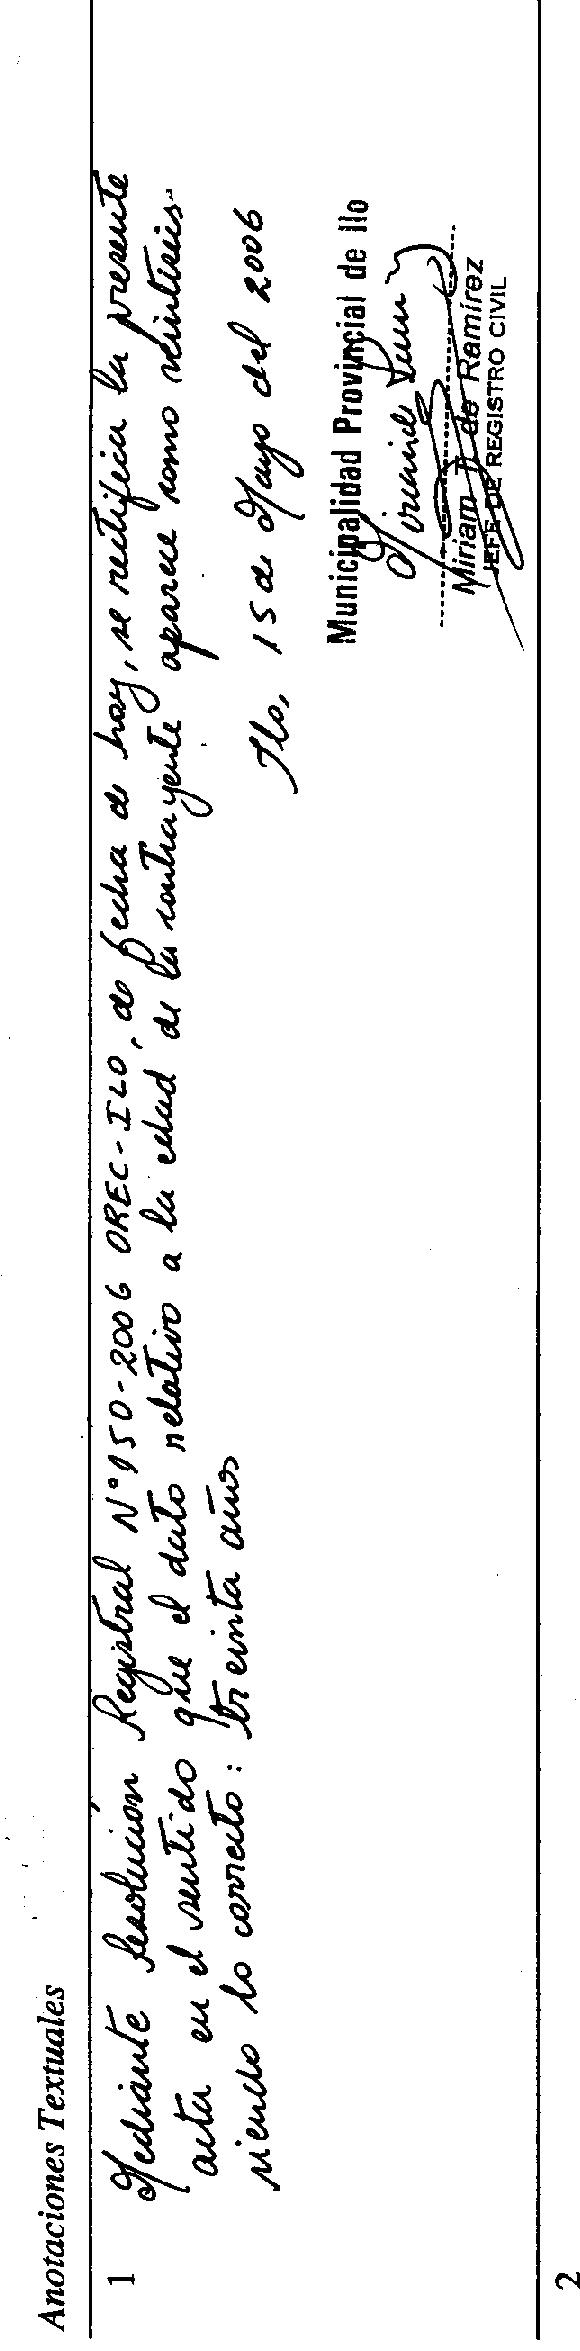 Anotaciones Textuales
1
Mediante Resolución Registral N° 150-2006 OREC-ILO, de fecha de hoy, se rectifica la presente
acta en el sentido que el dato relativo a la edad de la contrayente aparece como veintiseis
siendo lo correcto: treinta años
Ilo, 15 de Mayo del 2006
Municipalidad Provincial de Ilo
Miriam de Ramírez
JEFE DE REGISTRO CIVIL
2